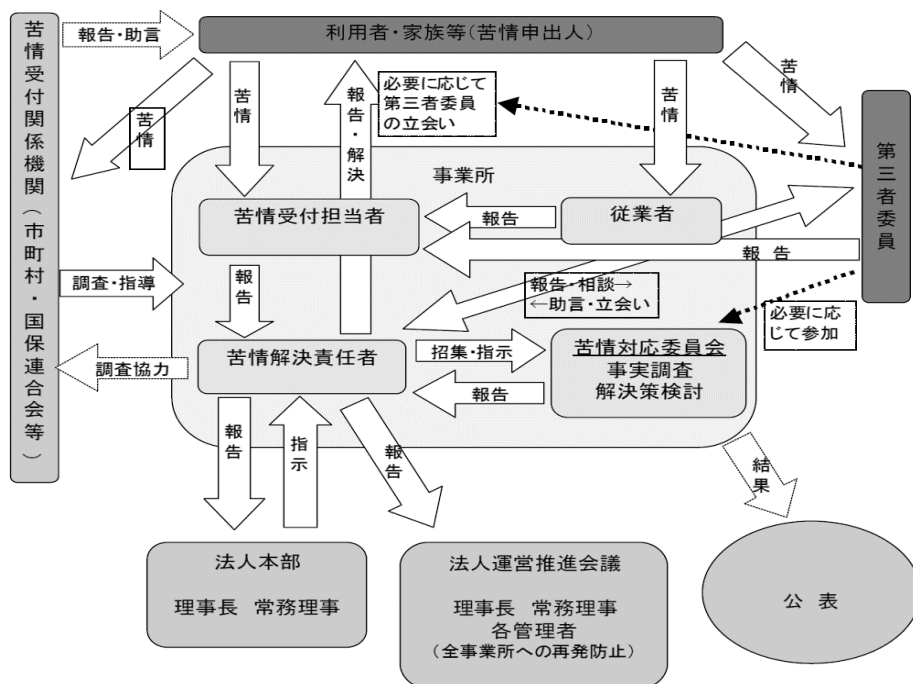 利用者・家族等(苦情申出人)
苦情受付関係機関(市町村・国保連合会等)
報告・助言
苦情
苦情
報告・解決
必要に応じて
第三者委員
の立会い
苦情
苦情
第三者委員
事業所
苦情受付担当者
報告
従業者
報告
調査・指導
報告
報告・相談→
←助言・立会い
必要に応
じて参加
苦情解決責任者
招集・指示
苦情対応委員会
事実調査
解決策検討
報告
調査協力
報告
指示
報告
結果
法人本部
理事長 常務理事
法人運営推進会議
理事長 常務理事
各管理者
(全事業所への再発防止)
公表